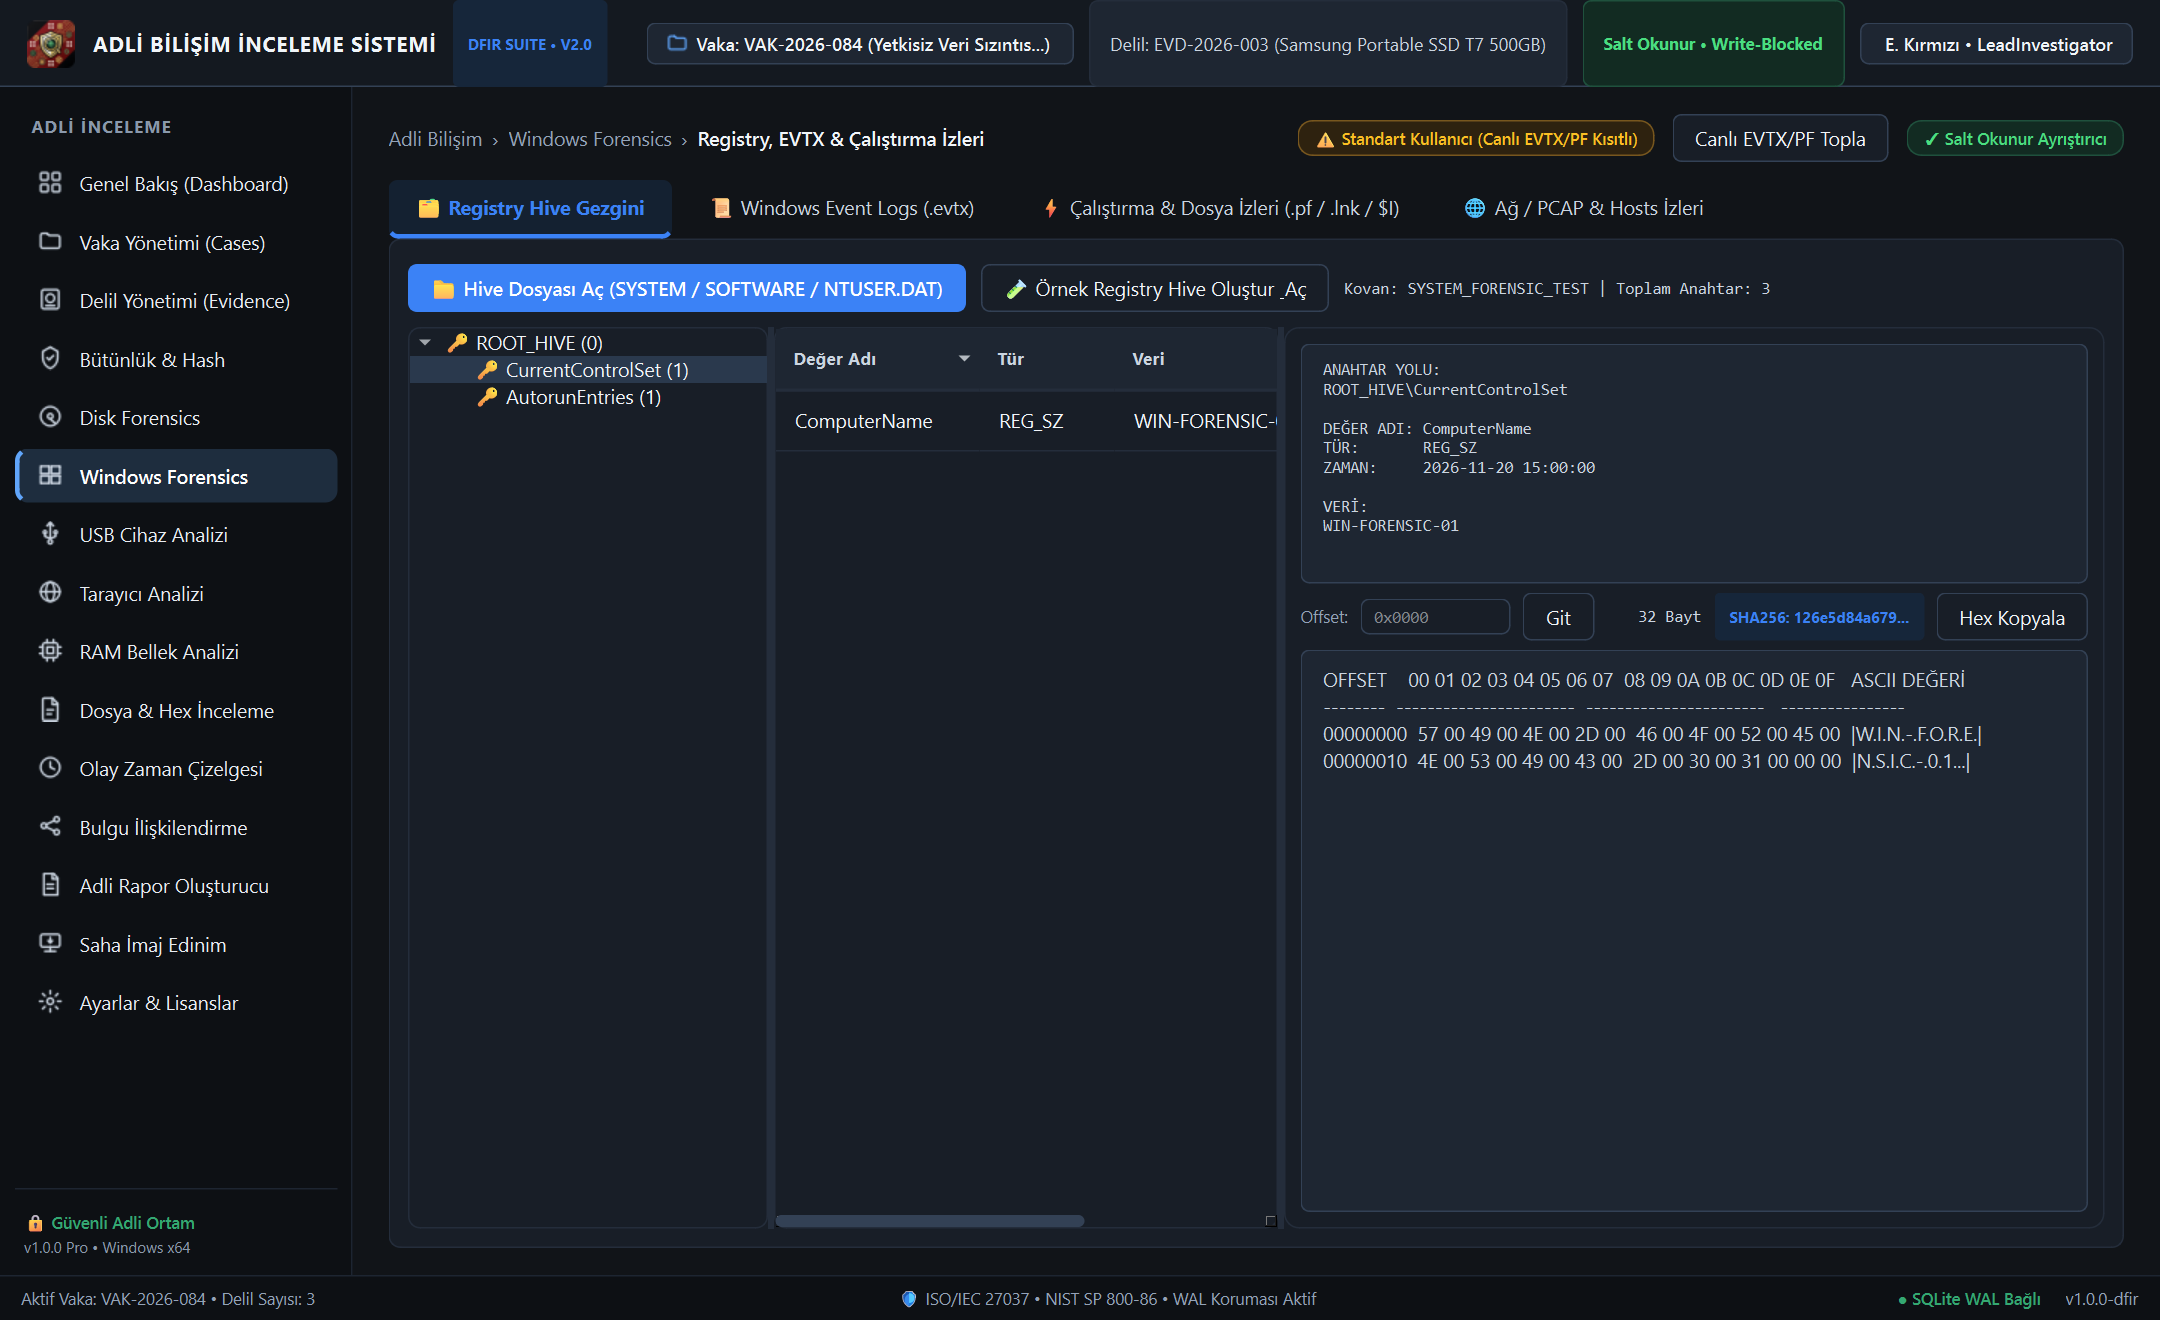 ADLİ BİLİŞİM İNCELEME SİSTEMİ
DFIR SUITE • V2.0
Vaka: VAK-2026-084 (Yetkisiz Veri Sızıntıs...)
Delil: EVD-2026-003 (Samsung Portable SSD T7 500GB)
Salt Okunur • Write-Blocked
E. Kırmızı • LeadInvestigator
ADLİ İNCELEME
Genel Bakış (Dashboard)
Vaka Yönetimi (Cases)
Delil Yönetimi (Evidence)
Bütünlük & Hash
Disk Forensics
Windows Forensics
USB Cihaz Analizi
Tarayıcı Analizi
RAM Bellek Analizi
Dosya & Hex İnceleme
Olay Zaman Çizelgesi
Bulgu İlişkilendirme
Adli Rapor Oluşturucu
Saha İmaj Edinim
Ayarlar & Lisanslar
Güvenli Adli Ortam
v1.0.0 Pro • Windows x64
Adli Bilişim › Windows Forensics › Registry, EVTX & Çalıştırma İzleri
Standart Kullanıcı (Canlı EVTX/PF Kısıtlı)
Canlı EVTX/PF Topla
✓ Salt Okunur Ayrıştırıcı
Registry Hive Gezgini
Windows Event Logs (.evtx)
Çalıştırma & Dosya İzleri (.pf / .lnk / $I)
Ağ / PCAP & Hosts İzleri
Hive Dosyası Aç (SYSTEM / SOFTWARE / NTUSER.DAT)
Örnek Registry Hive Oluştur _Aç
Kovan: SYSTEM_FORENSIC_TEST | Toplam Anahtar: 3
ROOT_HIVE (0)
CurrentControlSet (1)
AutorunEntries (1)
Değer Adı Tür Veri
ComputerName REG_SZ WIN-FORENSIC-
ANAHTAR YOLU:
ROOT_HIVE\CurrentControlSet
DEĞER ADI: ComputerName
TÜR: REG_SZ
ZAMAN: 2026-11-20 15:00:00
VERİ:
WIN-FORENSIC-01
Offset: 0x0000 Git 32 Bayt SHA256: 126e5d84a679... Hex Kopyala
OFFSET 00 01 02 03 04 05 06 07 08 09 0A 0B 0C 0D 0E 0F ASCII DEĞERİ
-------- ----------------------- ----------------------- ----------------
00000000 57 00 49 00 4E 00 2D 00 46 00 4F 00 52 00 45 00 |W.I.N.-.F.O.R.E.|
00000010 4E 00 53 00 49 00 43 00 2D 00 30 00 31 00 00 00 |N.S.I.C.-.0.1...|
Aktif Vaka: VAK-2026-084 • Delil Sayısı: 3
ISO/IEC 27037 • NIST SP 800-86 • WAL Koruması Aktif
● SQLite WAL Bağlı
v1.0.0-dfir